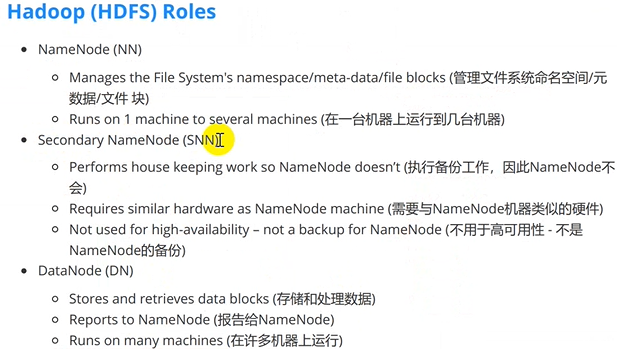 Hadoop (HDFS) Roles
• NameNode (NN)
◦ Manages the File System's namespace/meta-data/file blocks (管理文件系统命名空间/元
数据/文件 块)
◦ Runs on 1 machine to several machines (在一台机器上运行到几台机器)
• Secondary NameNode (SNN)
◦ Performs house keeping work so NameNode doesn’t (执行备份工作，因此NameNode不
会)
◦ Requires similar hardware as NameNode machine (需要与NameNode机器类似的硬件)
◦ Not used for high-availability – not a backup for NameNode (不用于高可用性 - 不是
NameNode的备份)
• DataNode (DN)
◦ Stores and retrieves data blocks (存储和处理数据)
◦ Reports to NameNode (报告给NameNode)
◦ Runs on many machines (在许多机器上运行)